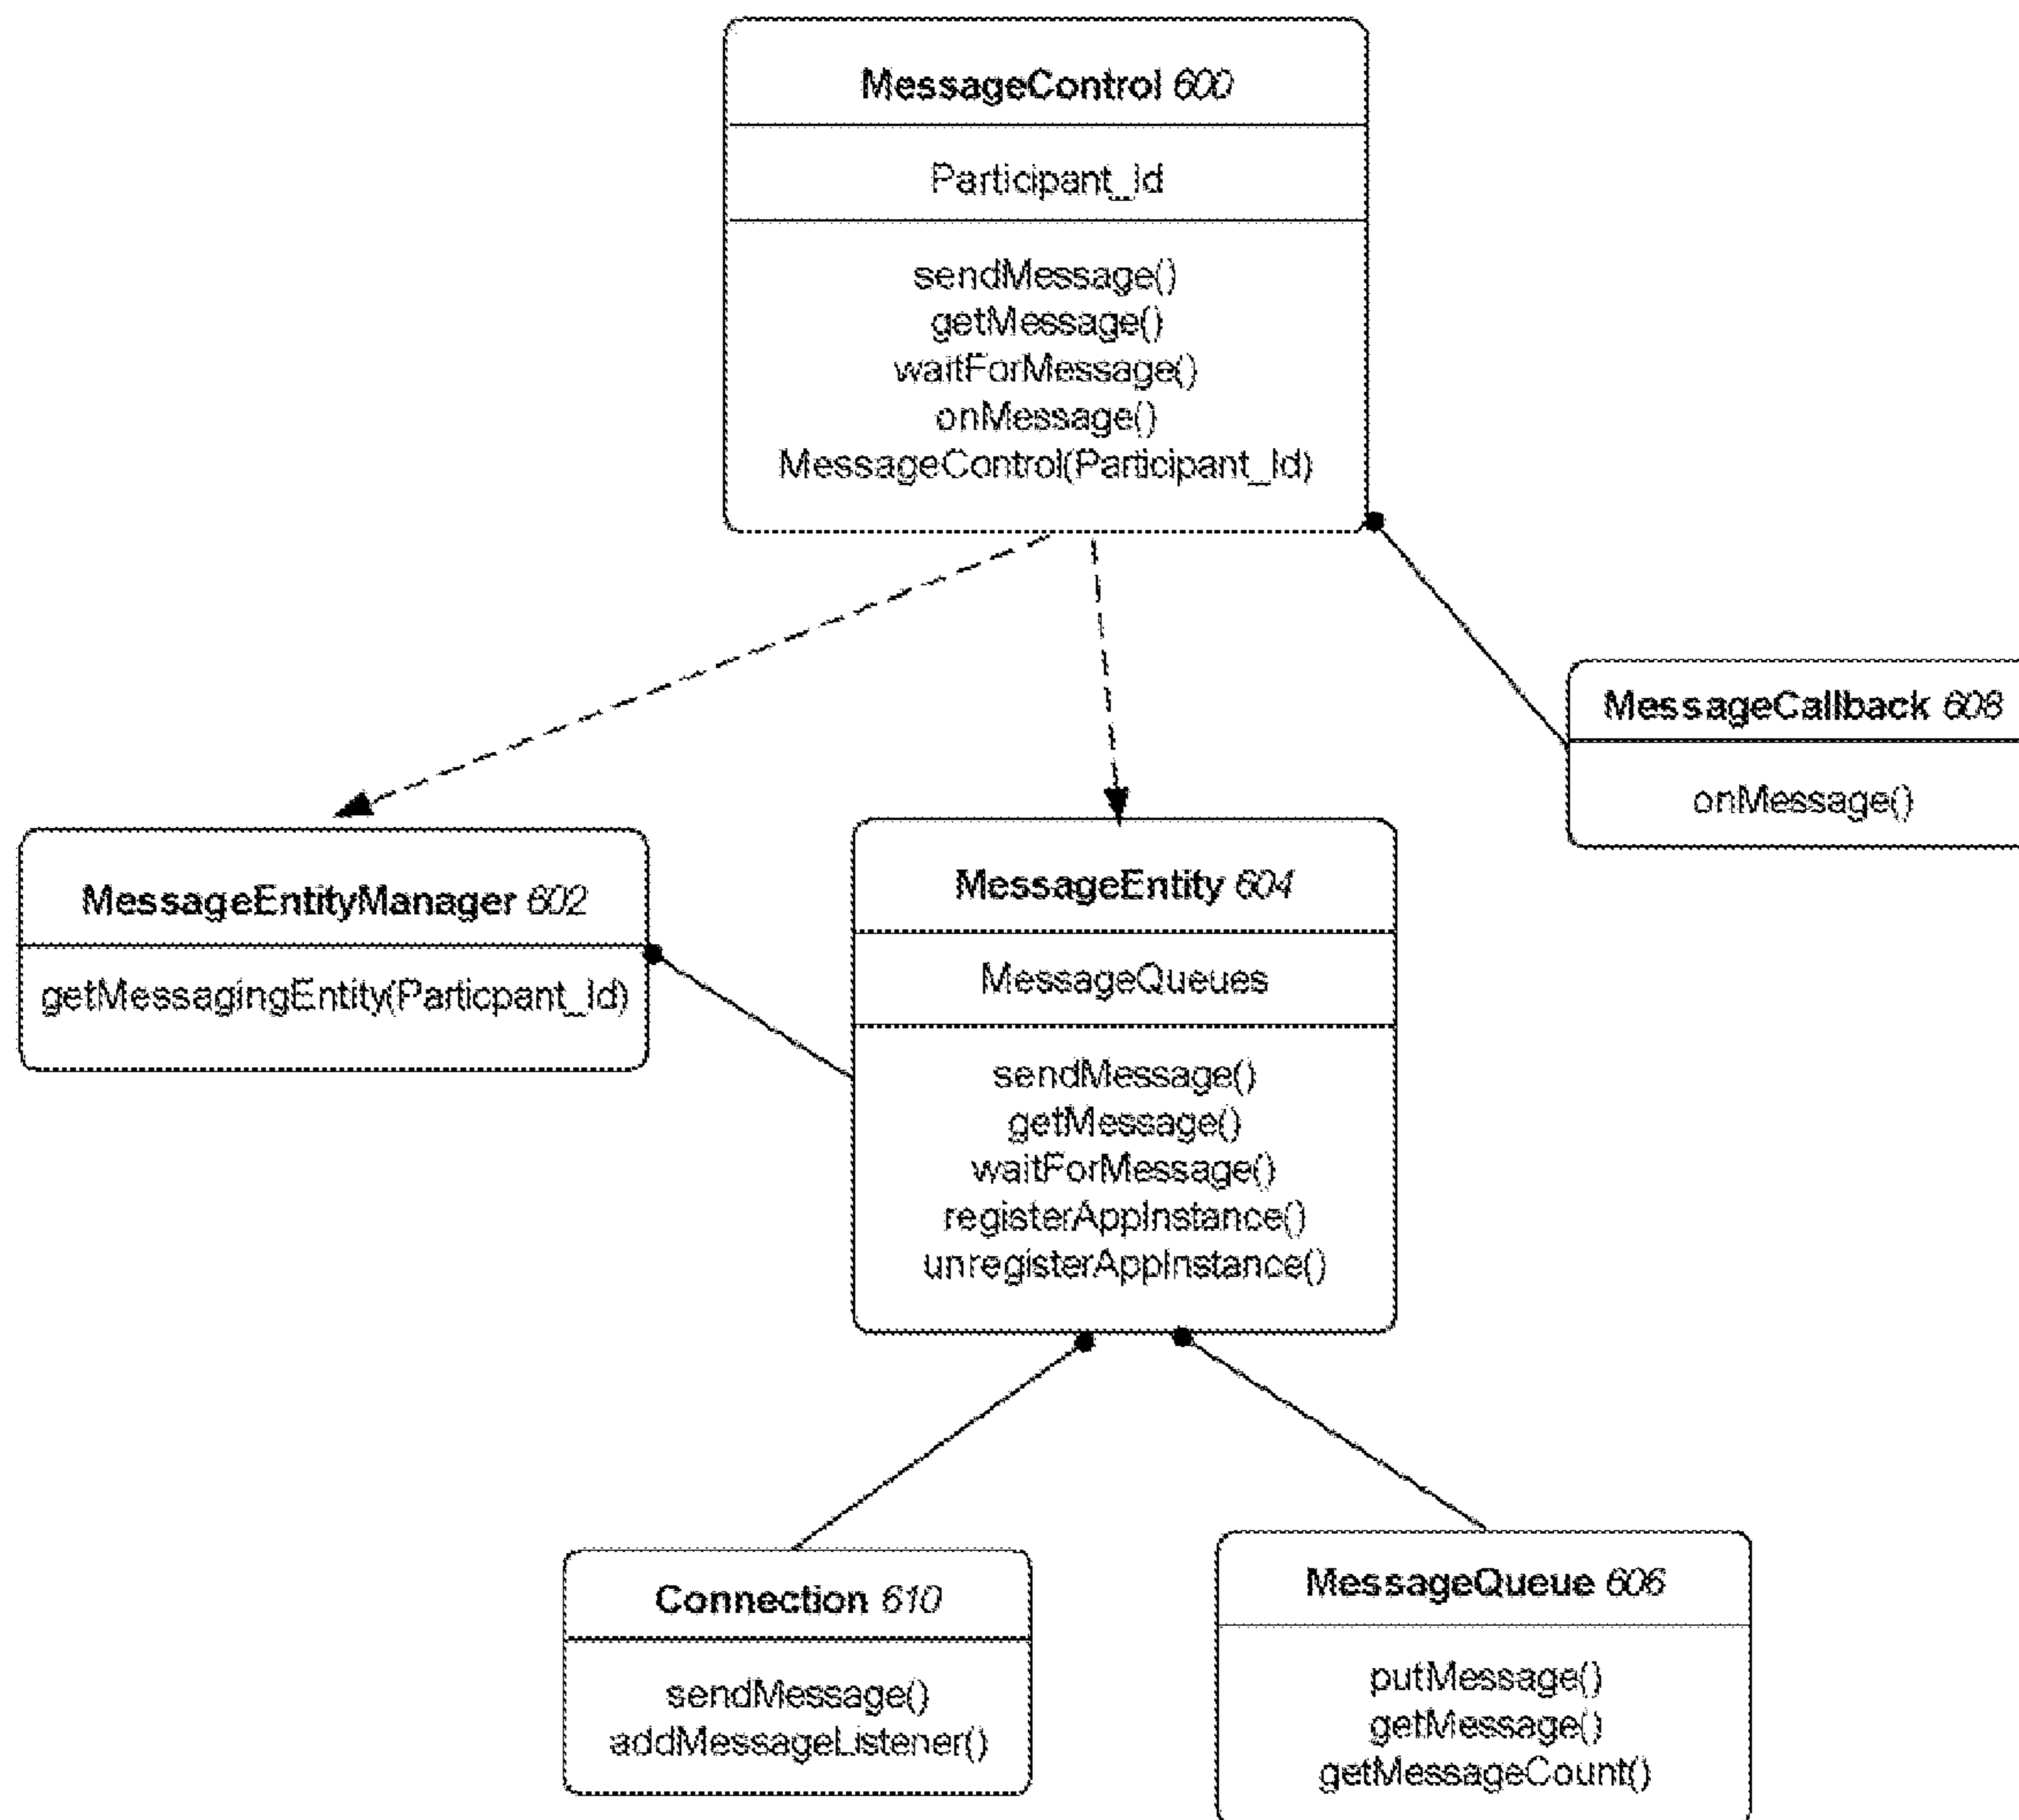 MessageControl 600
Participant_Id
sendMessage()
getMessage()
waitForMessage()
onMessage()
MessageControl(Participant_Id)
MessageCallback 608
onMessage()
MessageEntityManager 602
getMessagingEntity(Particpant_Id)
MessageEntity 604
MessageQueues
sendMessage()
getMessage()
waitForMessage()
registerAppInstance()
unregisterAppInstance()
Connection 610
sendMessage()
addMessageListener()
MessageQueue 606
putMessage()
getMessage()
getMessageCount()